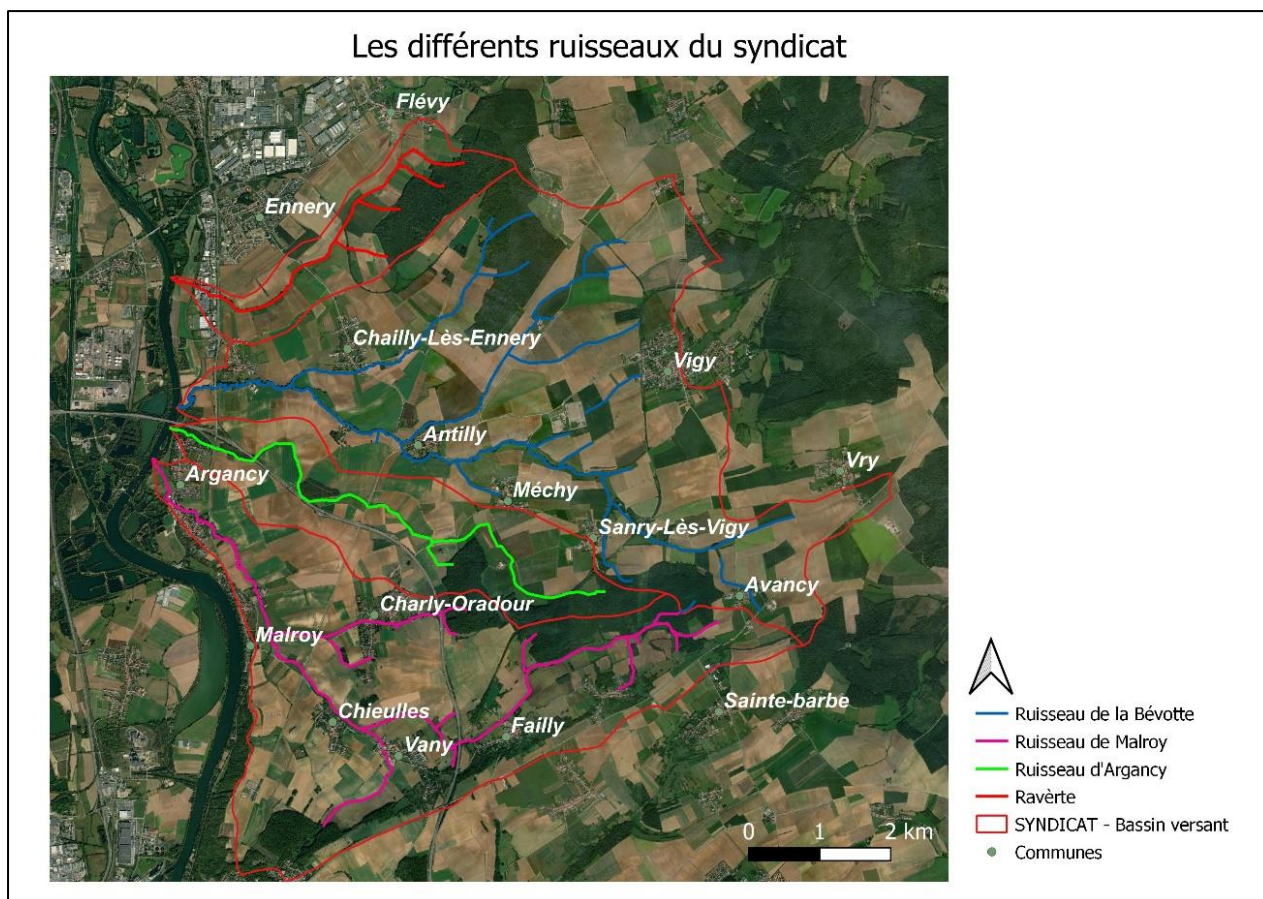 Les différents ruisseaux du syndicat
Flévy
Ennery
Chailly-Lès-Ennery
Vigy
Antilly
Vry
Argancy
Méchy
Sanry-Lès-Vigy
Avancy
Charly-Oradour
Malroy
Sainte-barbe
Chieulles
Failly
Vany
0 1 2 km
Ruisseau de la Bévotte
Ruisseau de Malroy
Ruisseau d'Argancy
Ravèrte
SYNDICAT - Bassin versant
Communes